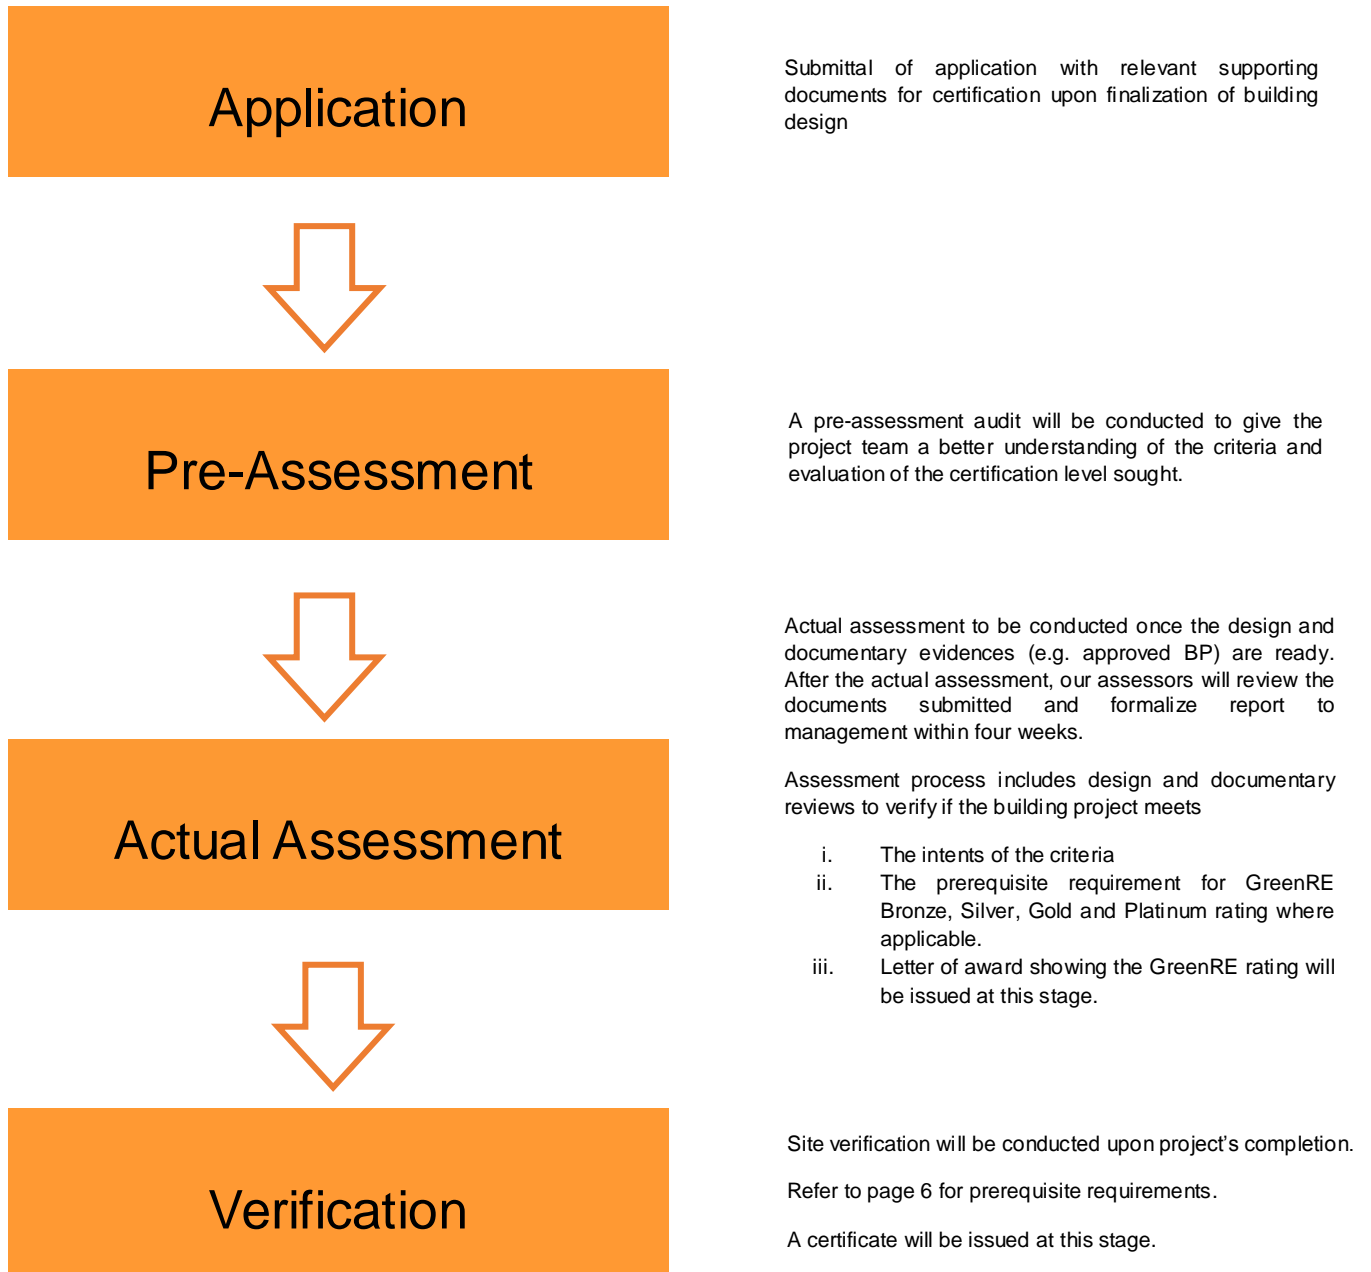 Application
Submittal of application with relevant supporting
documents for certification upon finalization of building
design
Pre-Assessment
A pre-assessment audit will be conducted to give the
project team a better understanding of the criteria and
evaluation of the certification level sought.
Actual Assessment
Actual assessment to be conducted once the design and
documentary evidences (e.g. approved BP) are ready.
After the actual assessment, our assessors will review the
documents submitted and formalize report to
management within four weeks.
Assessment process includes design and documentary
reviews to verify if the building project meets
i. The intents of the criteria
ii. The prerequisite requirement for GreenRE
Bronze, Silver, Gold and Platinum rating where
applicable.
iii. Letter of award showing the GreenRE rating will
be issued at this stage.
Verification
Site verification will be conducted upon project’s completion.
Refer to page 6 for prerequisite requirements.
A certificate will be issued at this stage.